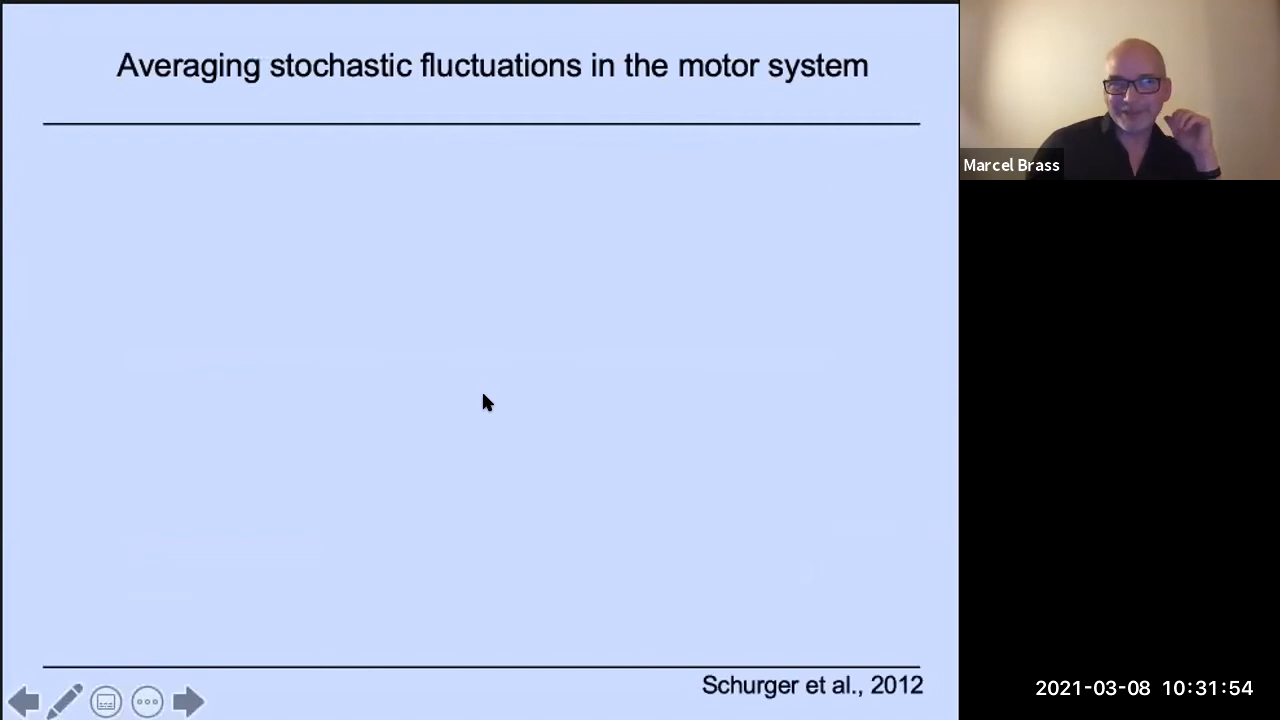 Averaging stochastic fluctuations in the motor system
Marcel Brass
Schurger et al., 2012
2021-03-08 10:31:54